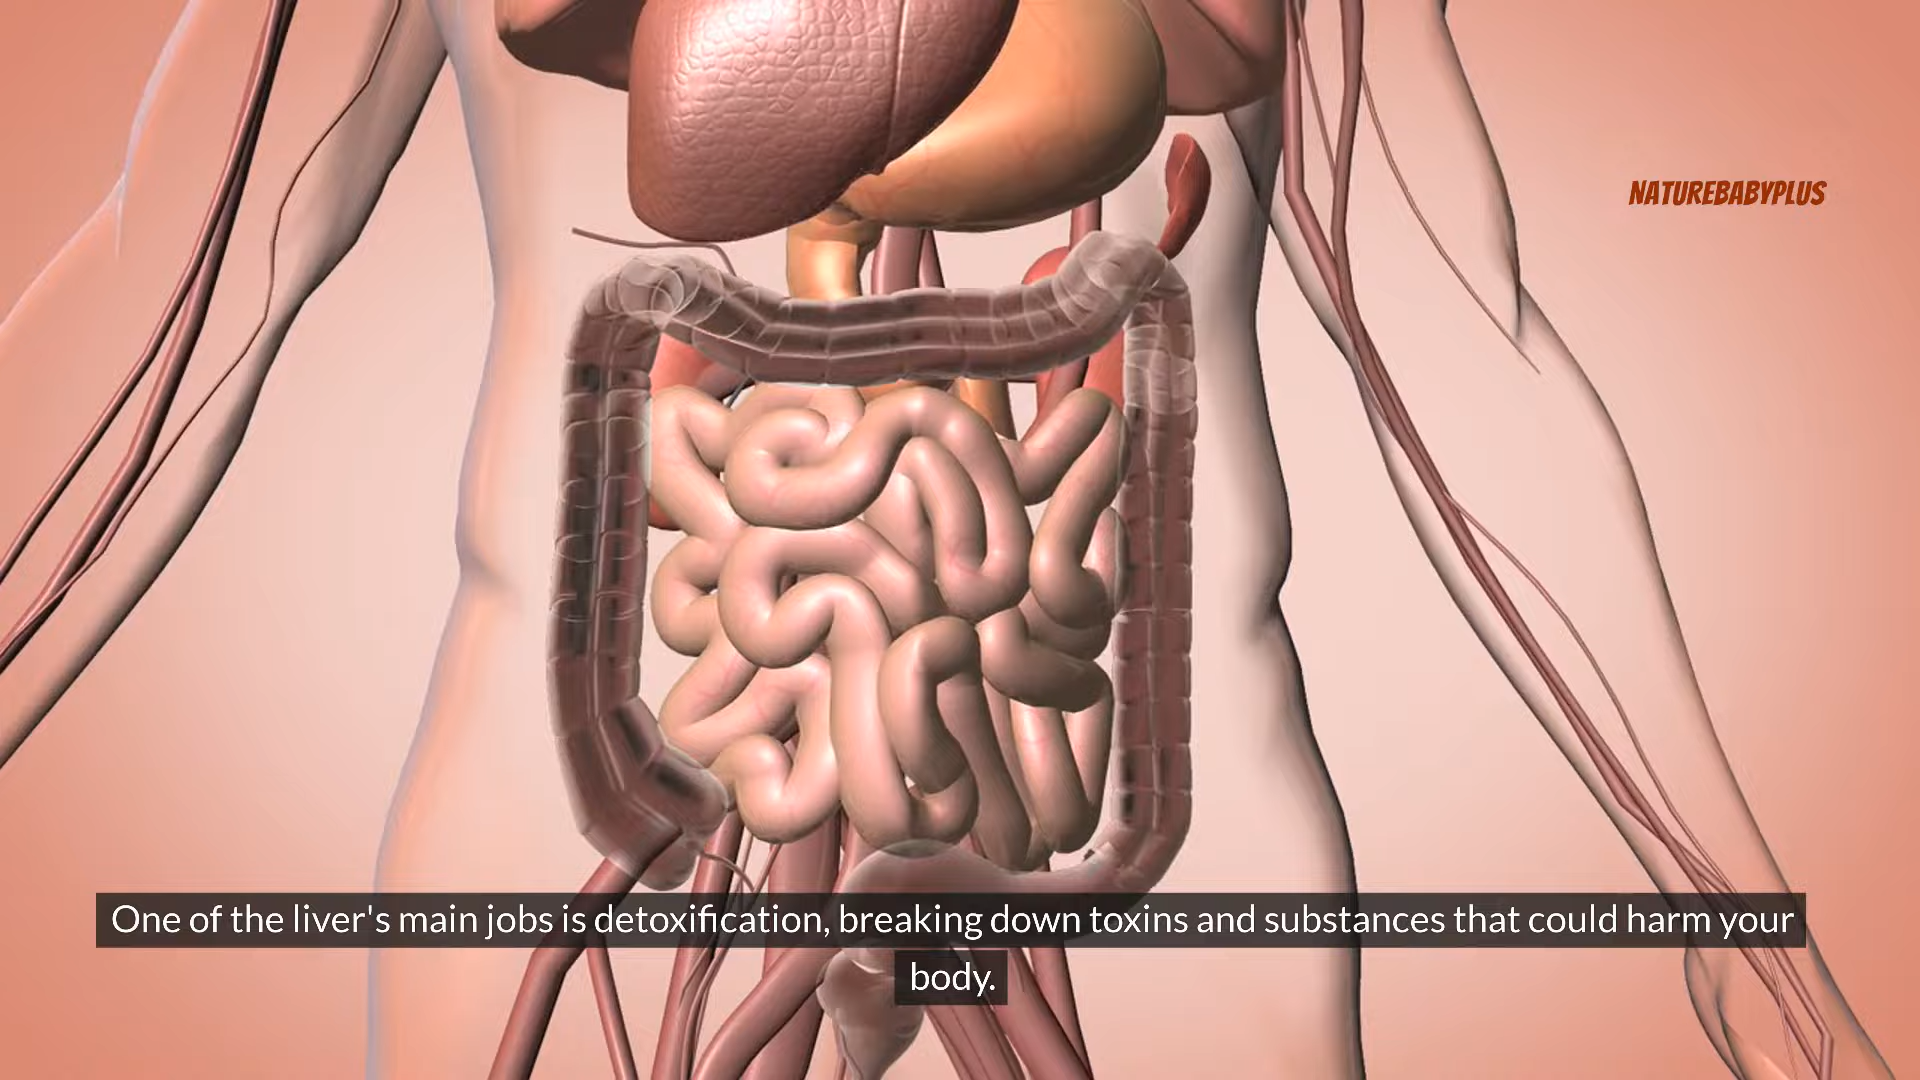 NATUREBABYPLUS
One of the liver's main jobs is detoxification, breaking down toxins and substances that could harm your
body.